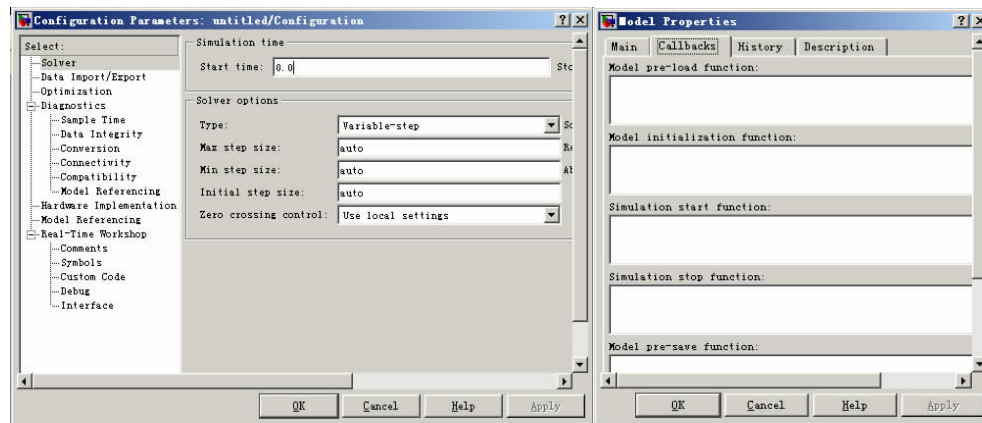 Configuration Parameters: untitled/Configuration
Select:
Solver
Data Import/Export
Optimization
Diagnostics
Sample Time
Data Integrity
Conversion
Connectivity
Compatibility
Model Referencing
Hardware Implementation
Model Referencing
Real-Time Workshop
Comments
Symbols
Custom Code
Debug
Interface
Simulation time
Start time: 0.0 Sto
Solver options
Type: Variable-step So
Max step size: auto Re
Min step size: auto Ab
Initial step size: auto
Zero crossing control: Use local settings
OK Cancel Help Apply
Model Properties
Main Callbacks History Description
Model pre-load function:
Model initialization function:
Simulation start function:
Simulation stop function:
Model pre-save function:
OK Cancel Help Apply